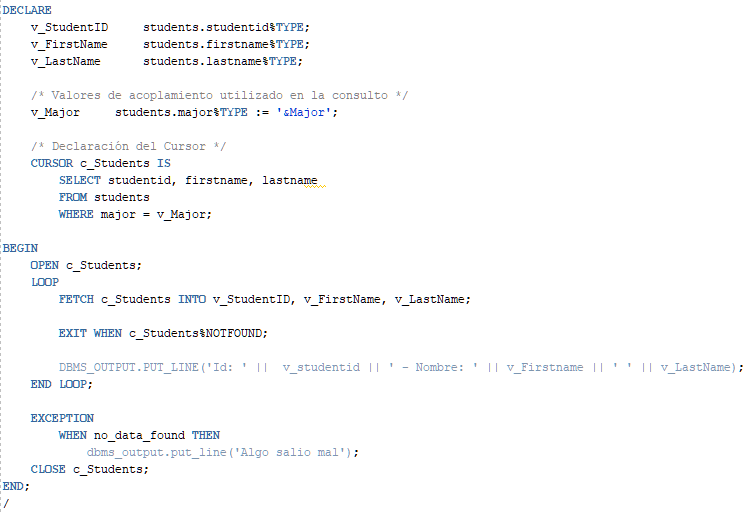 DECLARE
    v_StudentID     students.studentid%TYPE;
    v_FirstName     students.firstname%TYPE;
    v_LastName      students.lastname%TYPE;
    /* Valores de acoplamiento utilizado en la consulto */
    v_Major     students.major%TYPE := '&Major';
    /* Declaración del Cursor */
    CURSOR c_Students IS
        SELECT studentid, firstname, lastname
        FROM students
        WHERE major = v_Major;
BEGIN
    OPEN c_Students;
    LOOP
        FETCH c_Students INTO v_StudentID, v_FirstName, v_LastName;
        EXIT WHEN c_Students%NOTFOUND;
        DBMS_OUTPUT.PUT_LINE('Id: ' ||  v_studentid || ' - Nombre: ' || v_Firstname || ' ' || v_LastName);
    END LOOP;
    EXCEPTION
        WHEN no_data_found THEN
            dbms_output.put_line('Algo salio mal');
    CLOSE c_Students;
END;
/